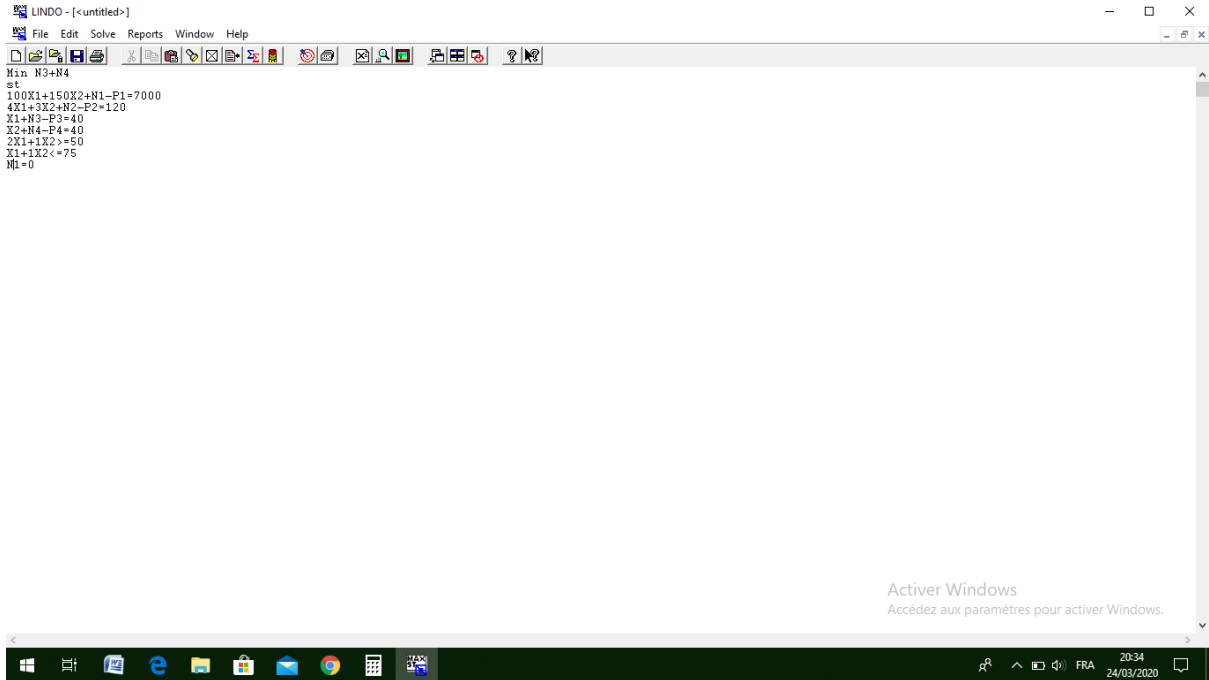 LINDO - [<untitled>]
File Edit Solve Reports Window Help
Min N3+N4
st
100X1+150X2+N1-P1=7000
4X1+3X2+N2-P2=120
X1+N3-P3=40
X2+N4-P4=40
2X1+1X2>=50
X1+1X2<=75
N1=0
Activer Windows
Accédez aux paramètres pour activer Windows.
FRA
20:34
24/03/2020